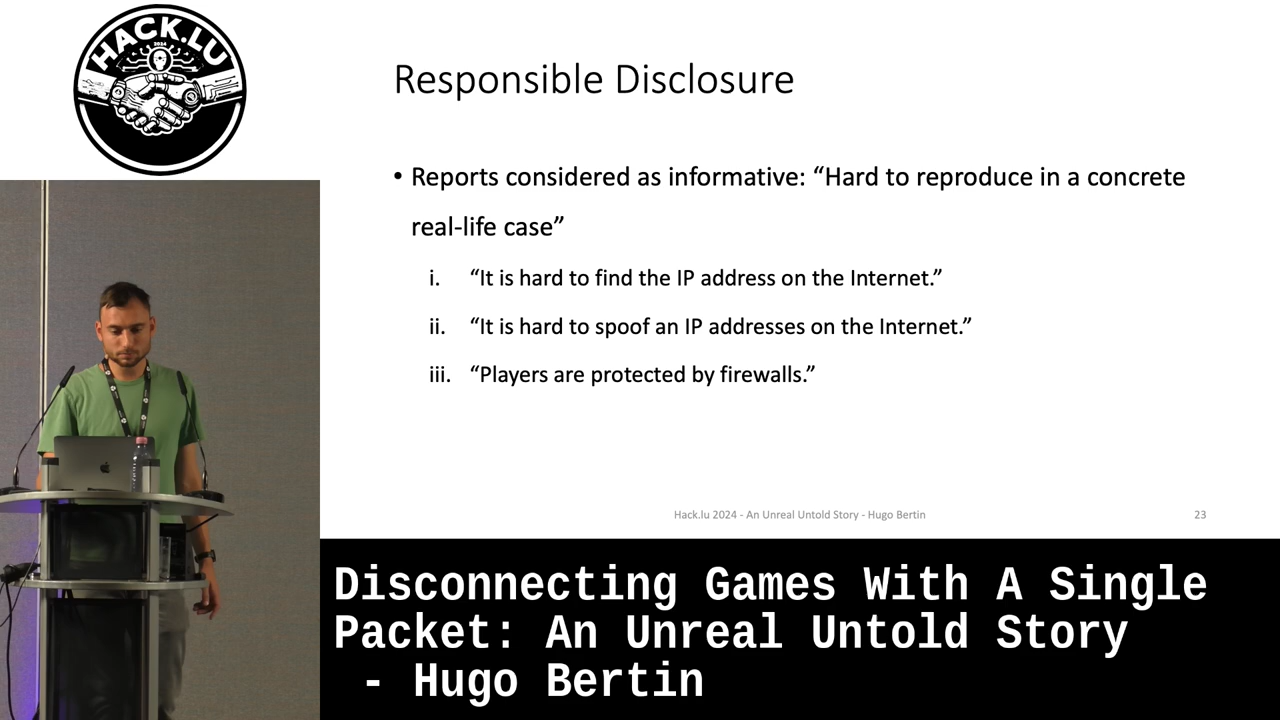 HACK.LU
2024
Responsible Disclosure
• Reports considered as informative: “Hard to reproduce in a concrete
real-life case”
i. “It is hard to find the IP address on the Internet.”
ii. “It is hard to spoof an IP addresses on the Internet.”
iii. “Players are protected by firewalls.”
Hack.lu 2024 - An Unreal Untold Story - Hugo Bertin
23
Disconnecting Games With A Single
Packet: An Unreal Untold Story
- Hugo Bertin